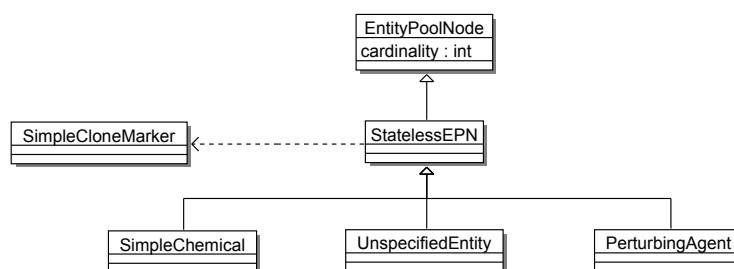 EntityPoolNode
cardinality : int
SimpleCloneMarker
StatelessEPN
SimpleChemical
UnspecifiedEntity
PerturbingAgent